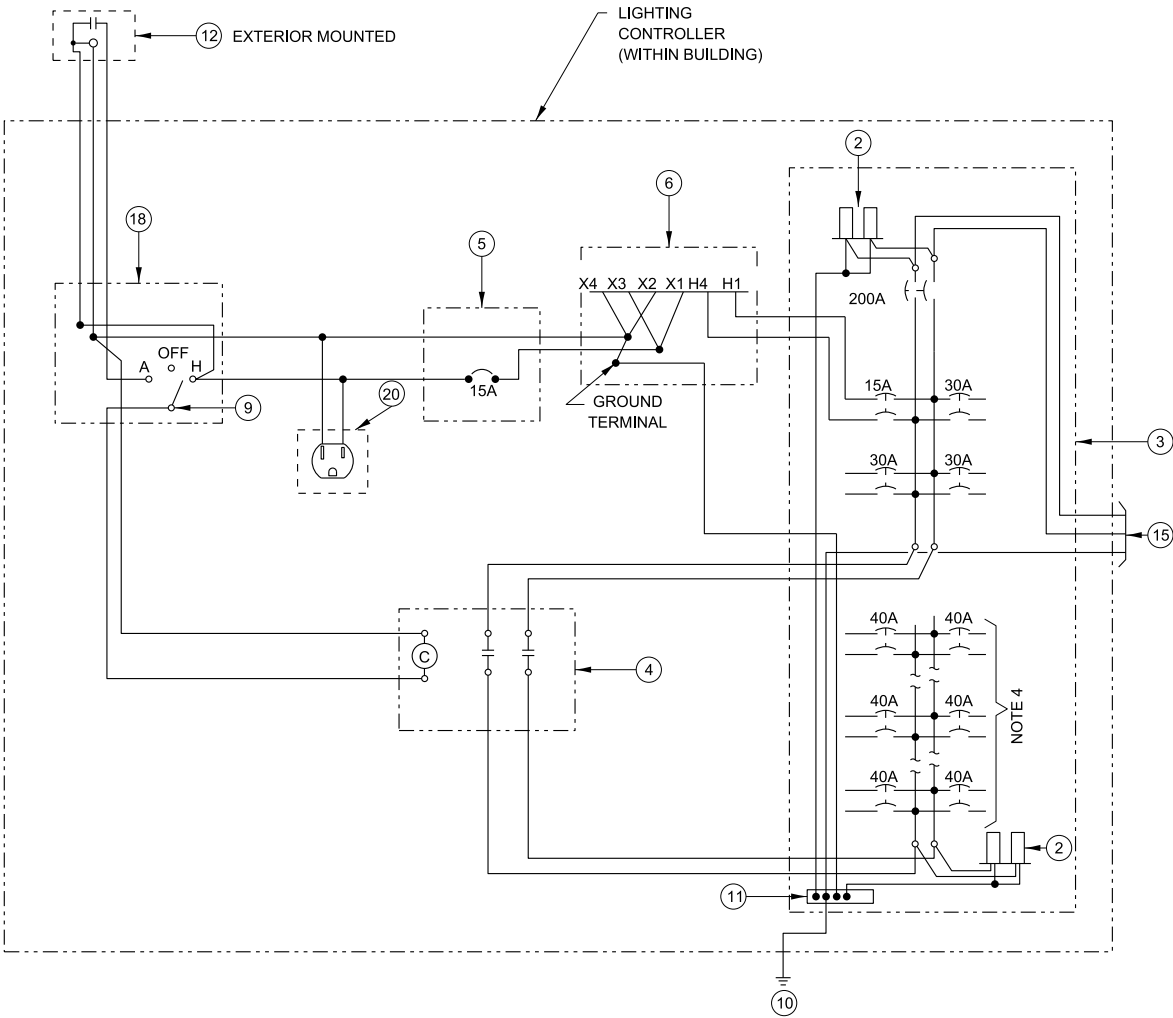 LIGHTING
CONTROLLER
(WITHIN BUILDING)
12 EXTERIOR MOUNTED
2
6
18
5
X4 X3 X2 X1 H4 H1
200A
OFF
A H
15A
20
9
GROUND
TERMINAL
15A 30A
3
30A 30A
15
40A 40A
C
4
40A 40A
NOTE 4
40A 40A
2
11
10